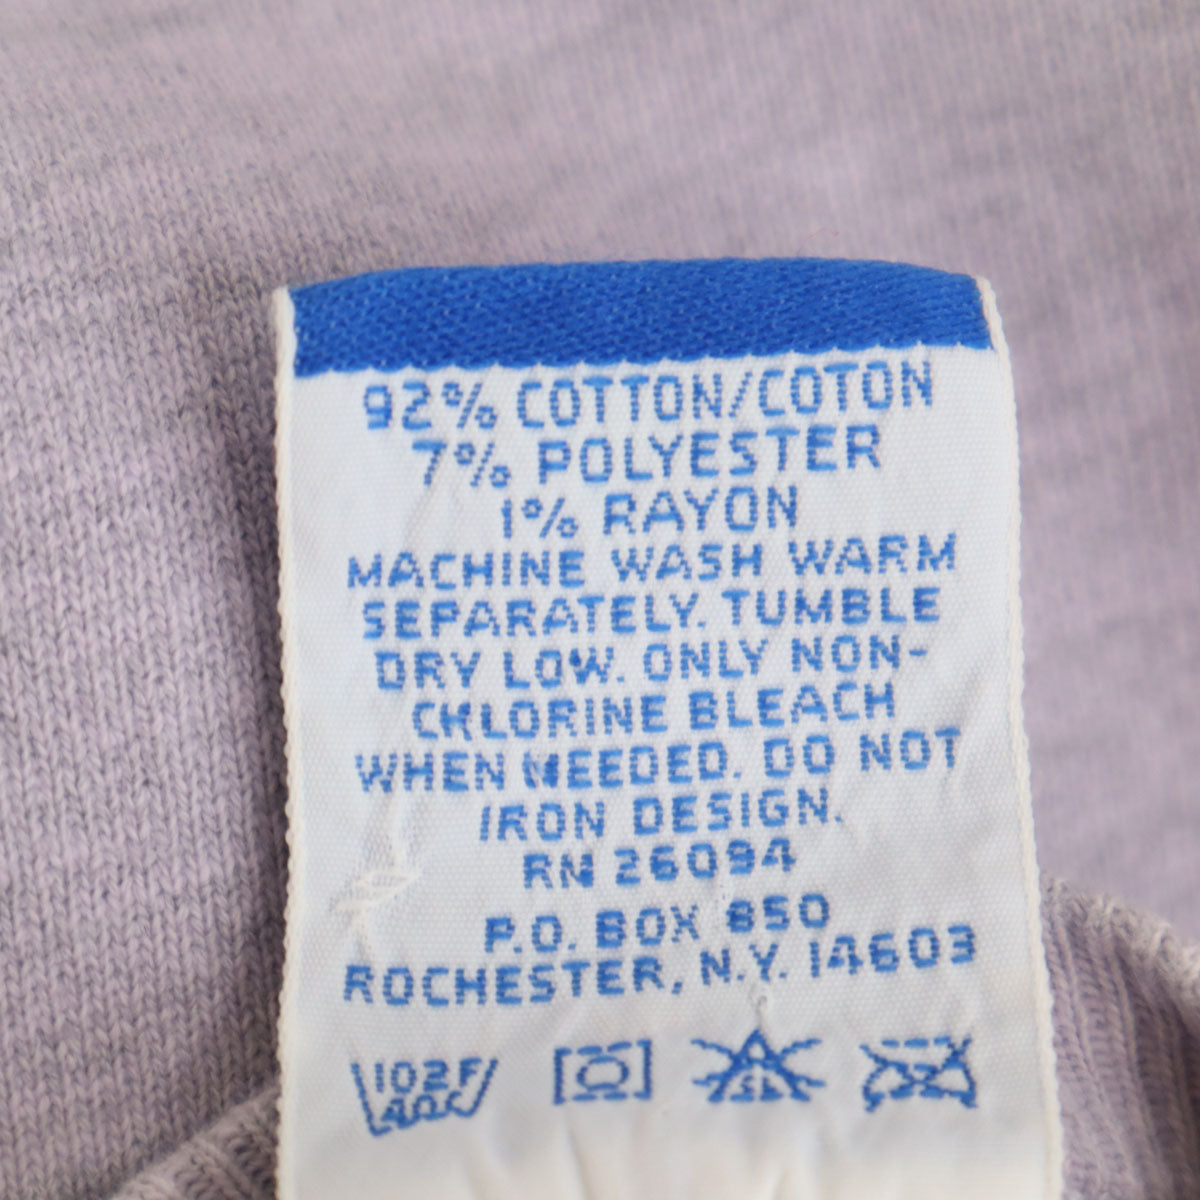 92% COTTON/COTON
7% POLYESTER
1% RAYON
MACHINE WASH WARM
SEPARATELY. TUMBLE
DRY LOW. ONLY NON-
CHLORINE BLEACH
WHEN NEEDED. DO NOT
IRON DESIGN.
RN 26094
P.O. BOX 850
ROCHESTER, N.Y. 14603
102F
40C